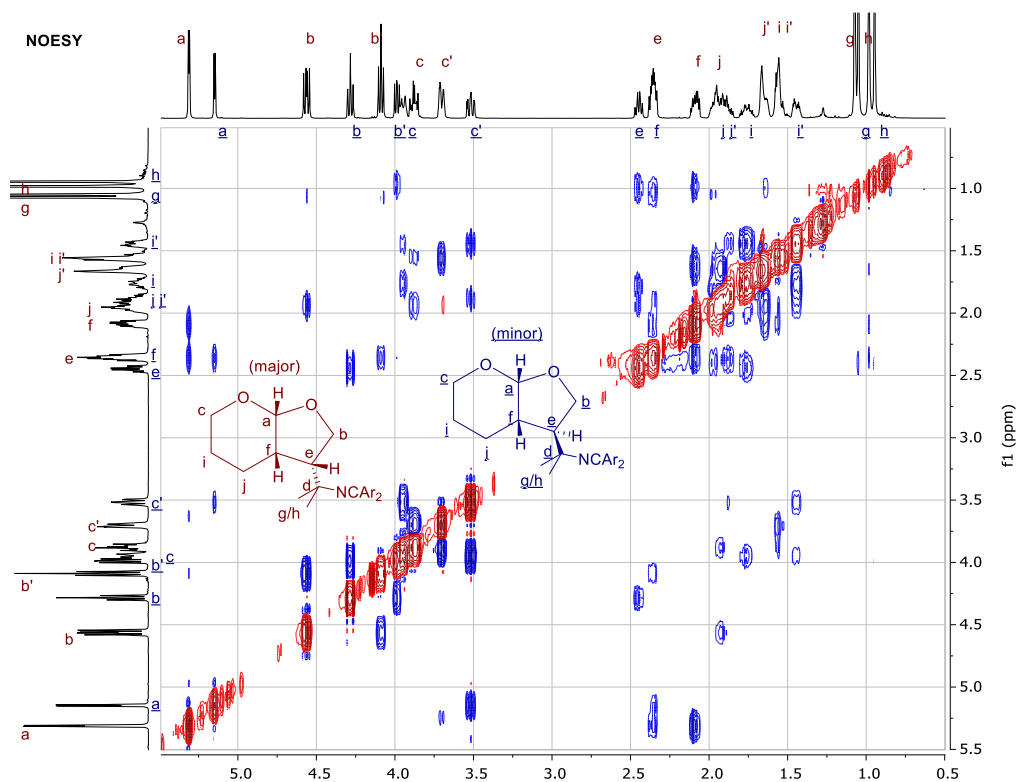 NOESY
a b b c c' e f j j' i i' g h
a b b' c c' e f j j' i i' g h
h h
g g
i'
i i'
j' i
j j'
j
f
e f
e
(major)
H
O O
c a b
f e
i H
j H
d NCAr2
g/h
(minor)
H
O O
c a b
f e
i H
j H
d NCAr2
g/h
c'
c'
c c
b'
b'
b
b
a
a
1.0
1.5
2.0
2.5
3.0
3.5
4.0
4.5
5.0
5.5
f1 (ppm)
5.0 4.5 4.0 3.5 3.0 2.5 2.0 1.5 1.0 0.5